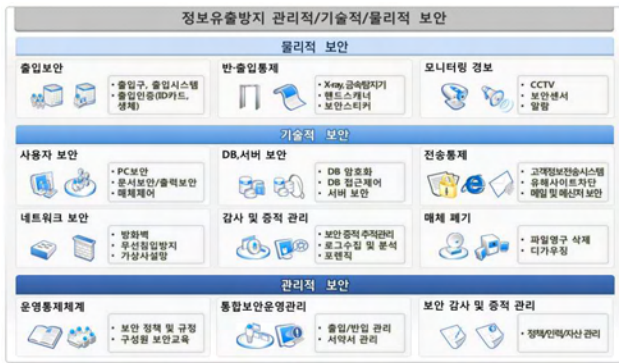 정보유출방지 관리적/기술적/물리적 보안
물리적 보안
출입보안
• 출입구, 출입시스템
• 출입인증(ID카드, 생체)
반·출입통제
• X-ray, 금속탐지기
• 핸드스캐너
• 보안스티커
모니터링 경보
• CCTV
• 보안센서
• 알람
기술적 보안
사용자 보안
• PC보안
• 문서보안/출력보안
• 매체제어
DB,서버 보안
• DB 암호화
• DB 접근제어
• 서버 보안
전송통제
• 고객정보전송시스템
• 유해사이트차단
• 메일 및 메신저 보안
네트워크 보안
• 방화벽
• 무선침입방지
• 가상사설망
감사 및 증적 관리
• 보안 증적 추적관리
• 로그수집 및 분석
• 포렌직
매체 폐기
• 파일영구 삭제
• 디가우징
관리적 보안
운영통제체계
• 보안 정책 및 규정
• 구성원 보안교육
통합보안운영관리
• 출입/반입 관리
• 서약서 관리
보안 감사 및 증적 관리
• 정책/인력/자산 관리